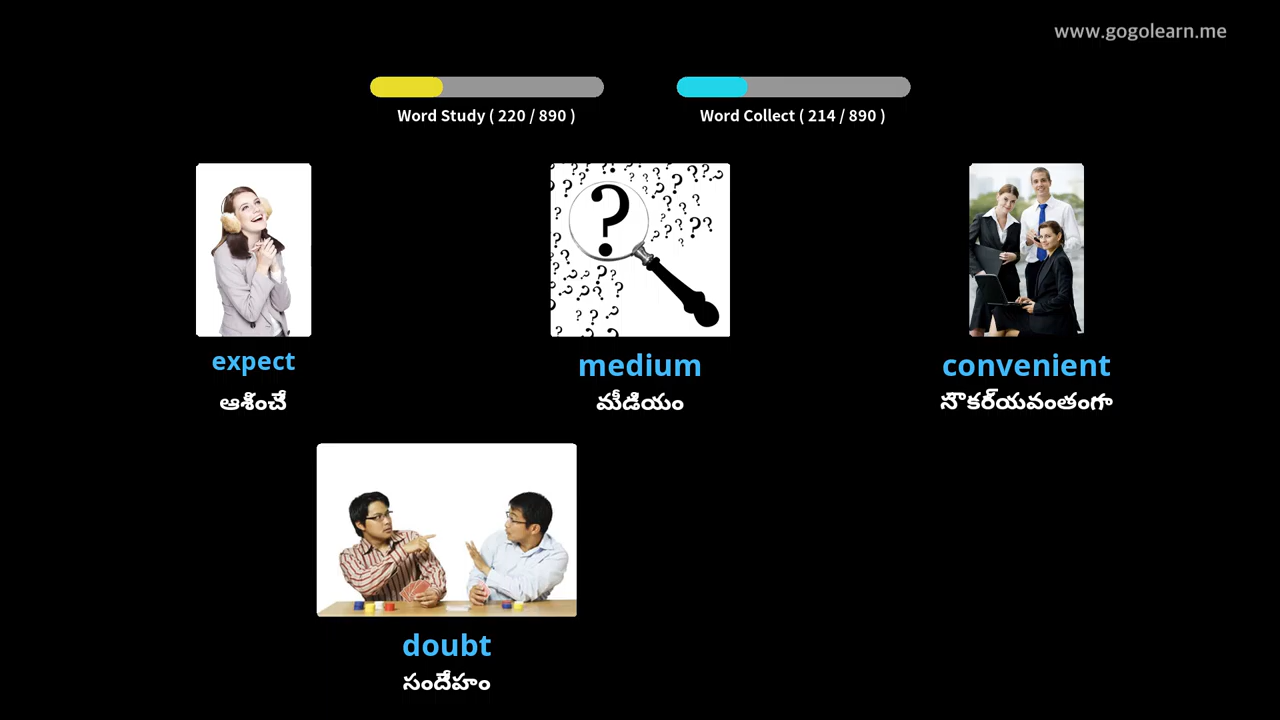 www.gogolearn.me
Word Study ( 220 / 890 )
Word Collect ( 214 / 890 )
expect
ఆశించే
medium
మీడియం
convenient
సౌకర్యవంతంగా
doubt
సందేహం